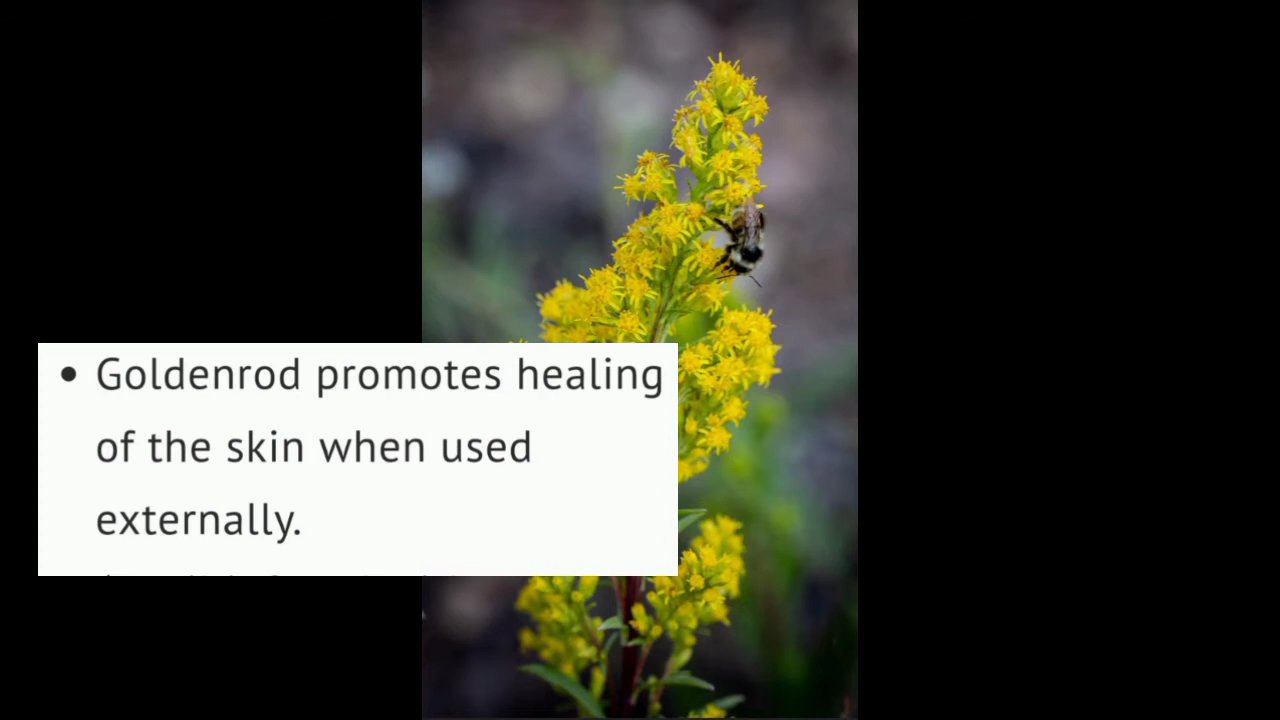 • Goldenrod promotes healing
of the skin when used
externally.